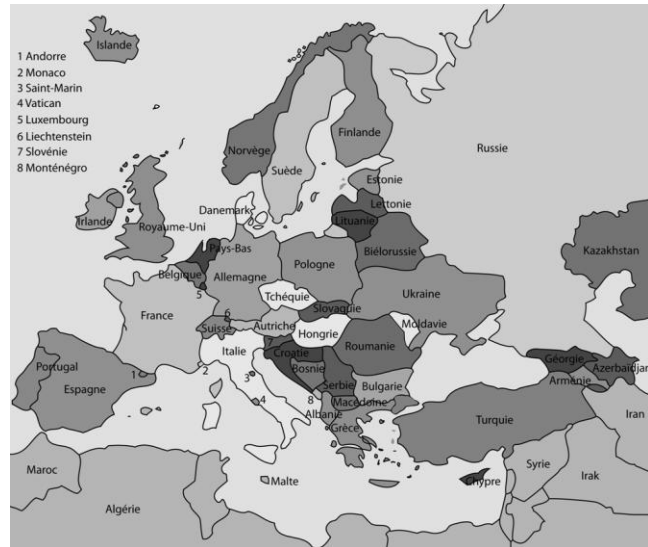 Islande
1 Andorre
2 Monaco
3 Saint-Marin
4 Vatican
5 Luxembourg
6 Liechtenstein
7 Slovénie
8 Monténégro
Norvège
Suède
Finlande
Russie
Estonie
Lettonie
Lituanie
Danemark
Irlande
Royaume-Uni
Pays-Bas
Biélorussie
Belgique
Allemagne
Pologne
Kazakhstan
5
Tchéquie
Ukraine
France
6
Slovaquie
Suisse
Autriche
Hongrie
Moldavie
Italie
7
Croatie
Roumanie
Géorgie
Portugal
Espagne
1
2
3
Bosnie
Serbie
Bulgarie
Arménie
Azerbaïdjan
4
8
Macédoine
Albanie
Grèce
Turquie
Iran
Maroc
Algérie
Malte
Chypre
Syrie
Irak